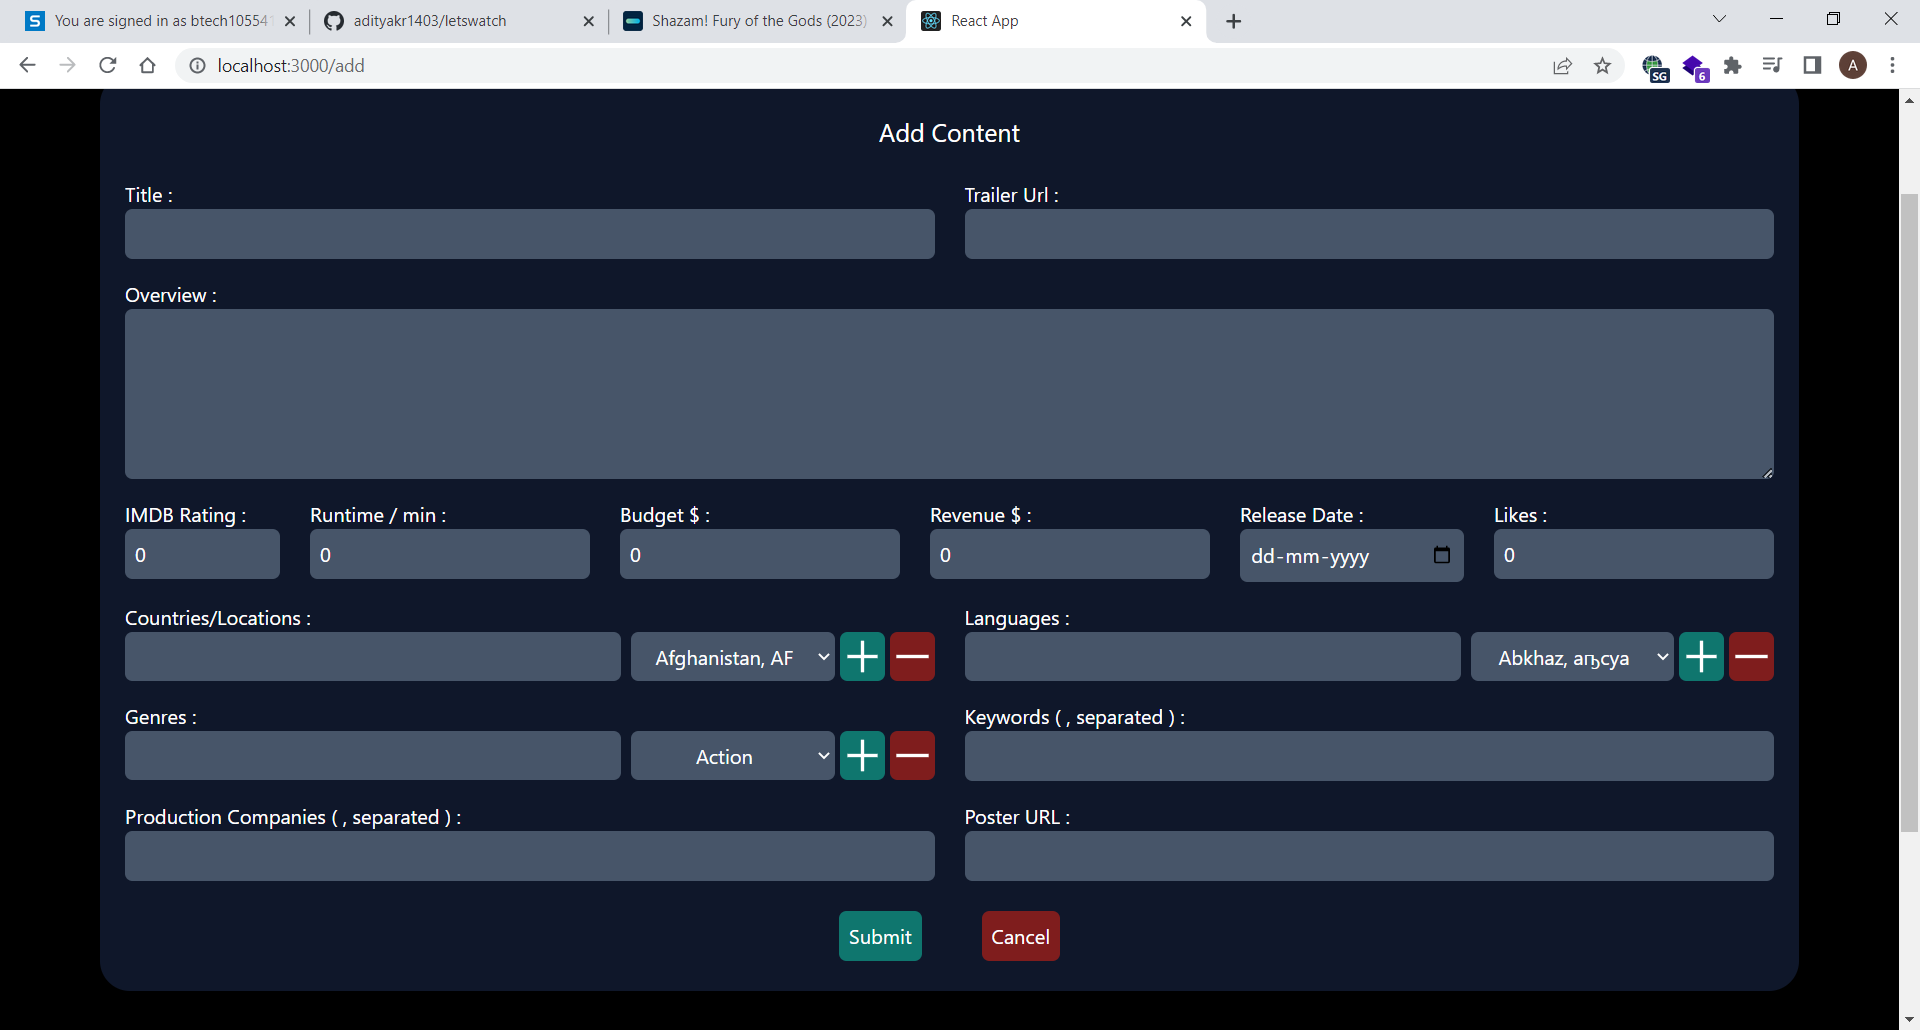 You are signed in as btech10554
adityakr1403/letswatch
Shazam! Fury of the Gods (2023)
React App
localhost:3000/add
SG
6
A
Add Content
Title :
Trailer Url :
Overview :
IMDB Rating :
Runtime / min :
Budget $ :
Revenue $ :
Release Date :
Likes :
0
0
0
0
dd-mm-yyyy
0
Countries/Locations :
Languages :
Afghanistan, AF
Abkhaz, аҧсуа
Genres :
Keywords ( , separated ) :
Action
Production Companies ( , separated ) :
Poster URL :
Submit
Cancel